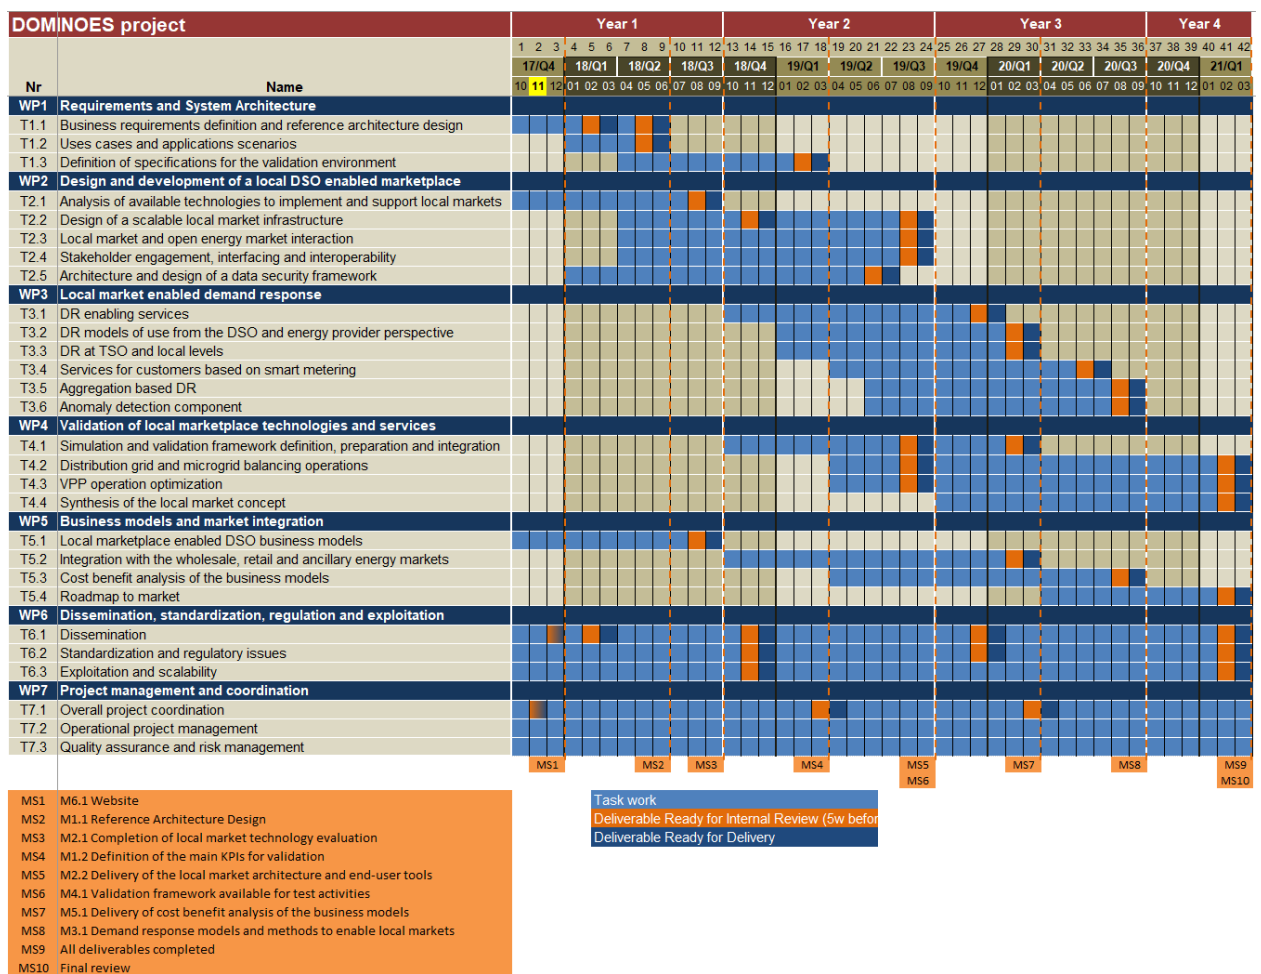 DOMINOES project Year 1 Year 2 Year 3 Year 4
1 2 3 4 5 6 7 8 9 10 11 12 13 14 15 16 17 18 19 20 21 22 23 24 25 26 27 28 29 30 31 32 33 34 35 36 37 38 39 40 41 42
17/Q4 18/Q1 18/Q2 18/Q3 18/Q4 19/Q1 19/Q2 19/Q3 19/Q4 20/Q1 20/Q2 20/Q3 20/Q4 21/Q1
Nr Name 10 11 12 01 02 03 04 05 06 07 08 09 10 11 12 01 02 03 04 05 06 07 08 09 10 11 12 01 02 03 04 05 06 07 08 09 10 11 12 01 02 03
WP1 Requirements and System Architecture
T1.1 Business requirements definition and reference architecture design
T1.2 Uses cases and applications scenarios
T1.3 Definition of specifications for the validation environment
WP2 Design and development of a local DSO enabled marketplace
T2.1 Analysis of available technologies to implement and support local markets
T2.2 Design of a scalable local market infrastructure
T2.3 Local market and open energy market interaction
T2.4 Stakeholder engagement, interfacing and interoperability
T2.5 Architecture and design of a data security framework
WP3 Local market enabled demand response
T3.1 DR enabling services
T3.2 DR models of use from the DSO and energy provider perspective
T3.3 DR at TSO and local levels
T3.4 Services for customers based on smart metering
T3.5 Aggregation based DR
T3.6 Anomaly detection component
WP4 Validation of local marketplace technologies and services
T4.1 Simulation and validation framework definition, preparation and integration
T4.2 Distribution grid and microgrid balancing operations
T4.3 VPP operation optimization
T4.4 Synthesis of the local market concept
WP5 Business models and market integration
T5.1 Local marketplace enabled DSO business models
T5.2 Integration with the wholesale, retail and ancillary energy markets
T5.3 Cost benefit analysis of the business models
T5.4 Roadmap to market
WP6 Dissemination, standardization, regulation and exploitation
T6.1 Dissemination
T6.2 Standardization and regulatory issues
T6.3 Exploitation and scalability
WP7 Project management and coordination
T7.1 Overall project coordination
T7.2 Operational project management
T7.3 Quality assurance and risk management
MS1 MS2 MS3 MS4 MS5 MS7 MS8 MS9
MS6 MS10
MS1 M6.1 Website
MS2 M1.1 Reference Architecture Design
MS3 M2.1 Completion of local market technology evaluation
MS4 M1.2 Definition of the main KPIs for validation
MS5 M2.2 Delivery of the local market architecture and end-user tools
MS6 M4.1 Validation framework available for test activities
MS7 M5.1 Delivery of cost benefit analysis of the business models
MS8 M3.1 Demand response models and methods to enable local markets
MS9 All deliverables completed
MS10 Final review
Task work
Deliverable Ready for Internal Review (5w befor
Deliverable Ready for Delivery